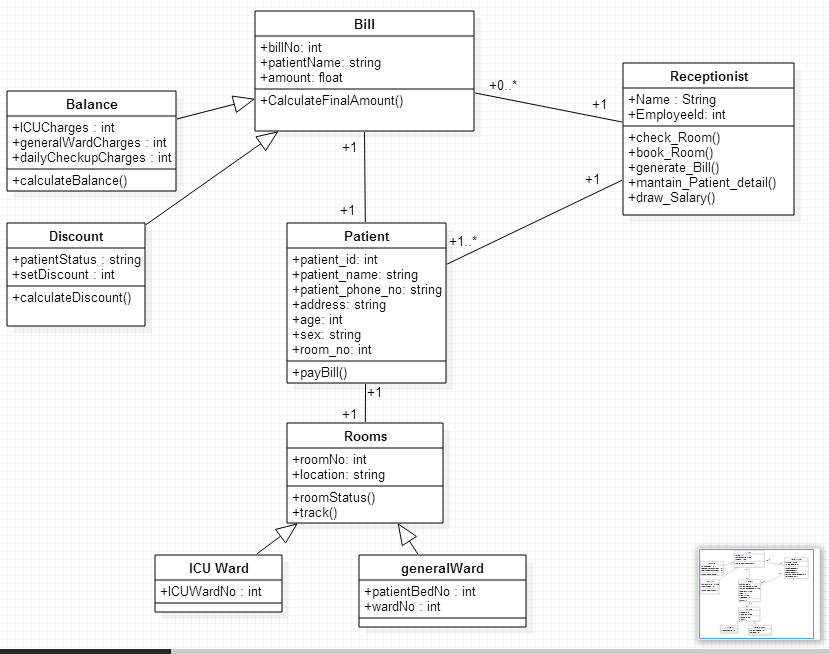 Bill
+billNo: int
+patientName: string
+amount: float
+CalculateFinalAmount()
Receptionist
+Name : String
+EmployeeId: int
+check_Room()
+book_Room()
+generate_Bill()
+mantain_Patient_detail()
+draw_Salary()
+0..*
+1
Balance
+ICUCharges : int
+generalWardCharges : int
+dailyCheckupCharges : int
+calculateBalance()
+1
+1
+1
+1..*
Discount
+patientStatus : string
+setDiscount : int
+calculateDiscount()
Patient
+patient_id: int
+patient_name: string
+patient_phone_no: string
+address: string
+age: int
+sex: string
+room_no: int
+payBill()
+1
+1
Rooms
+roomNo: int
+location: string
+roomStatus()
+track()
ICU Ward
+ICUWardNo : int
generalWard
+patientBedNo : int
+wardNo : int